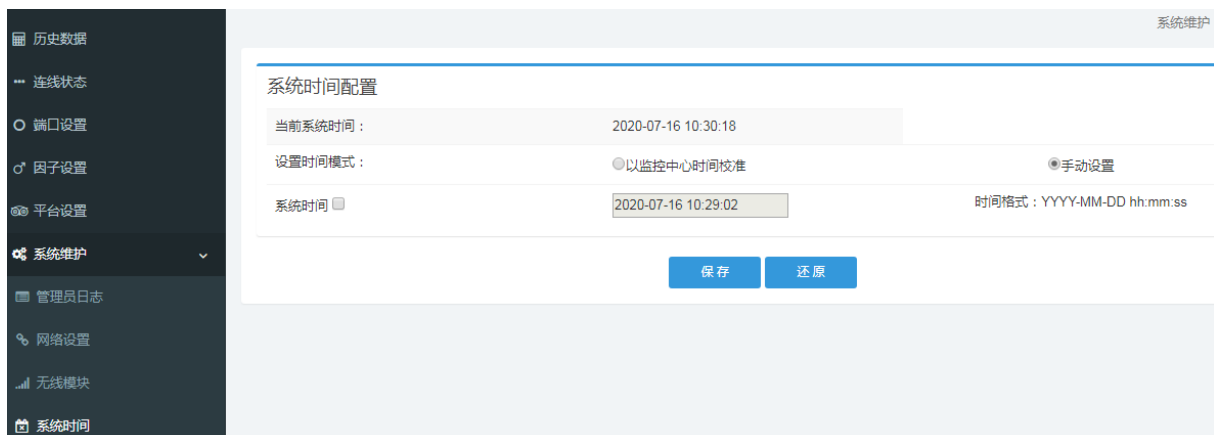 历史数据
连线状态
端口设置
因子设置
平台设置
系统维护
管理员日志
网络设置
无线模块
系统时间
系统维护
系统时间配置
当前系统时间： 2020-07-16 10:30:18
设置时间模式： 以监控中心时间校准 手动设置
系统时间 2020-07-16 10:29:02 时间格式：YYYY-MM-DD hh:mm:ss
保存 还原